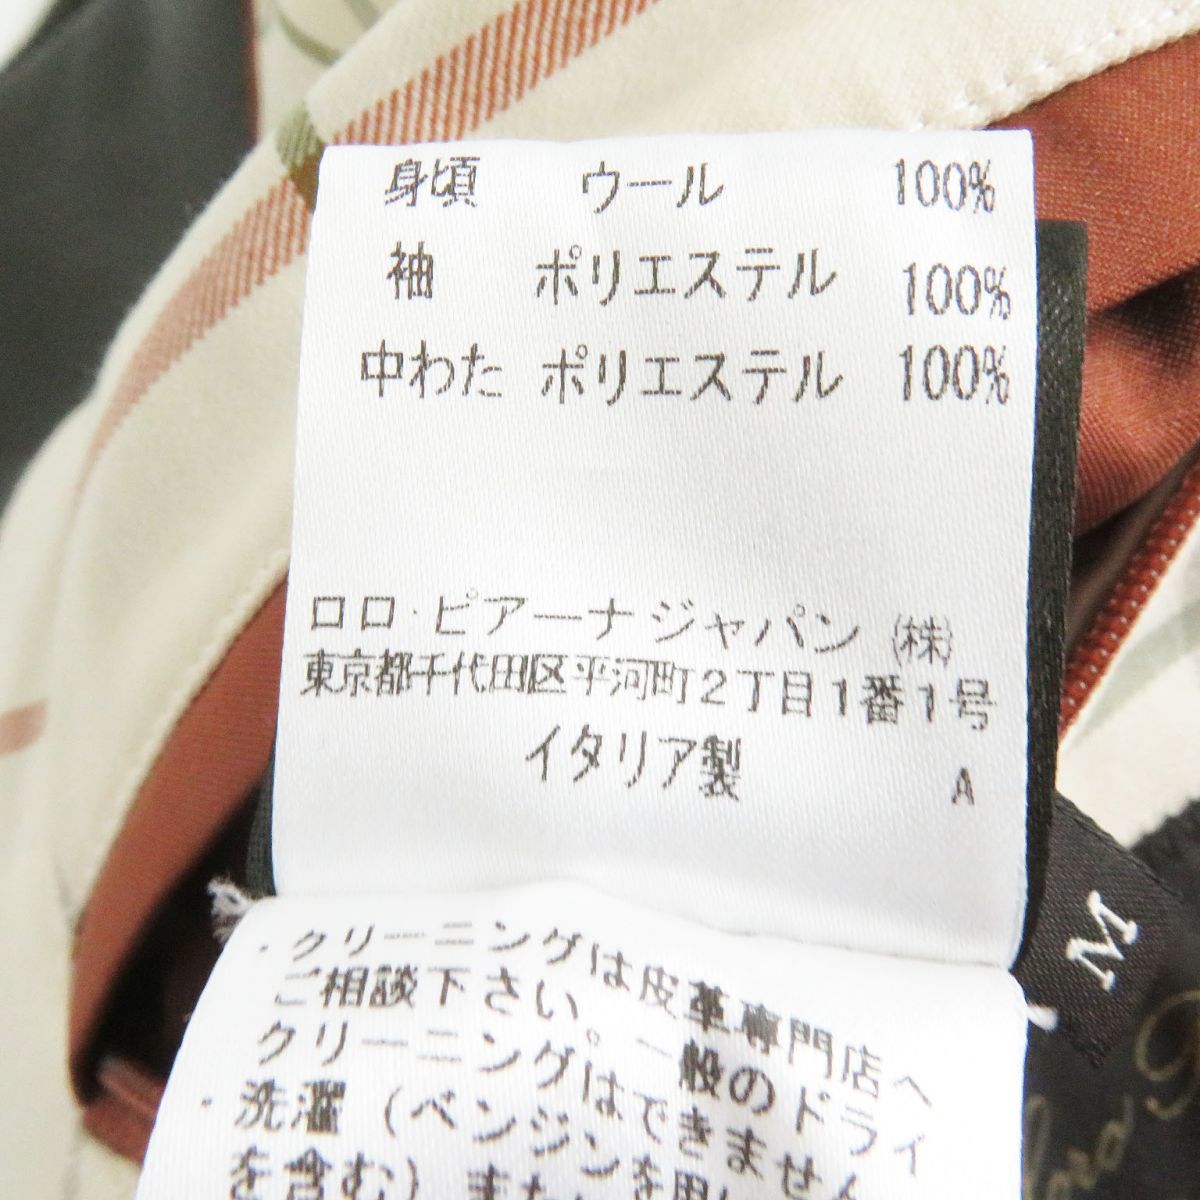 身頃 ウール 100%
袖 ポリエステル 100%
中わた ポリエステル 100%
ロロ・ピアーナジャパン ㈱
東京都千代田区平河町2丁目1番1号
イタリア製 A
・クリーニングは皮革専門店へ
ご相談下さい。一般のドライ
クリーニングはできません
・洗濯(ベンジンを用い
を含む)また
M